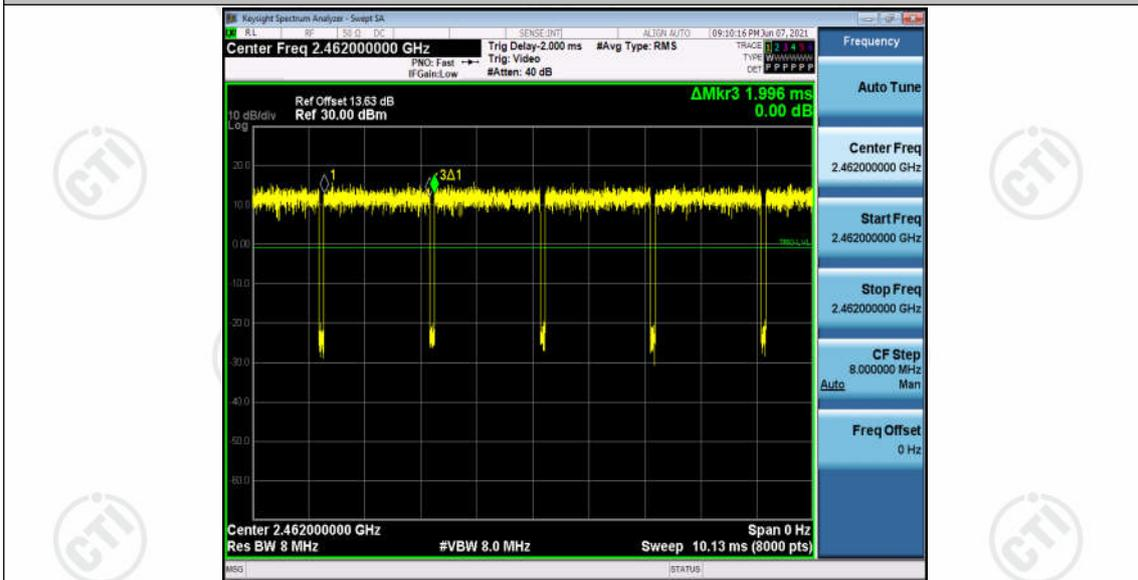 Keysight Spectrum Analyzer - Swept SA
RL RF 50 Ω DC SENSE:INT ALIGN AUTO 09:10:16 PM Jun 07, 2021
Center Freq 2.462000000 GHz
PNO: Fast
IFGain:Low
Trig Delay-2.000 ms
Trig: Video
#Atten: 40 dB
#Avg Type: RMS
TRACE 1 2 3 4 5 6
TYPE WWWWWW
DET P P P P P P
Frequency
ΔMkr3 1.996 ms
0.00 dB
Ref Offset 13.63 dB
10 dB/div Ref 30.00 dBm
Log
20.0
10.0
0.00
-10.0
-20.0
-30.0
-40.0
-50.0
-60.0
1
3Δ1
TRIG LVL
Center 2.462000000 GHz
Span 0 Hz
Res BW 8 MHz
#VBW 8.0 MHz
Sweep 10.13 ms (8000 pts)
MSG
STATUS
Auto Tune
Center Freq
2.462000000 GHz
Start Freq
2.462000000 GHz
Stop Freq
2.462000000 GHz
CF Step
8.000000 MHz
Auto Man
Freq Offset
0 Hz
CTI
CTI
CTI
CTI